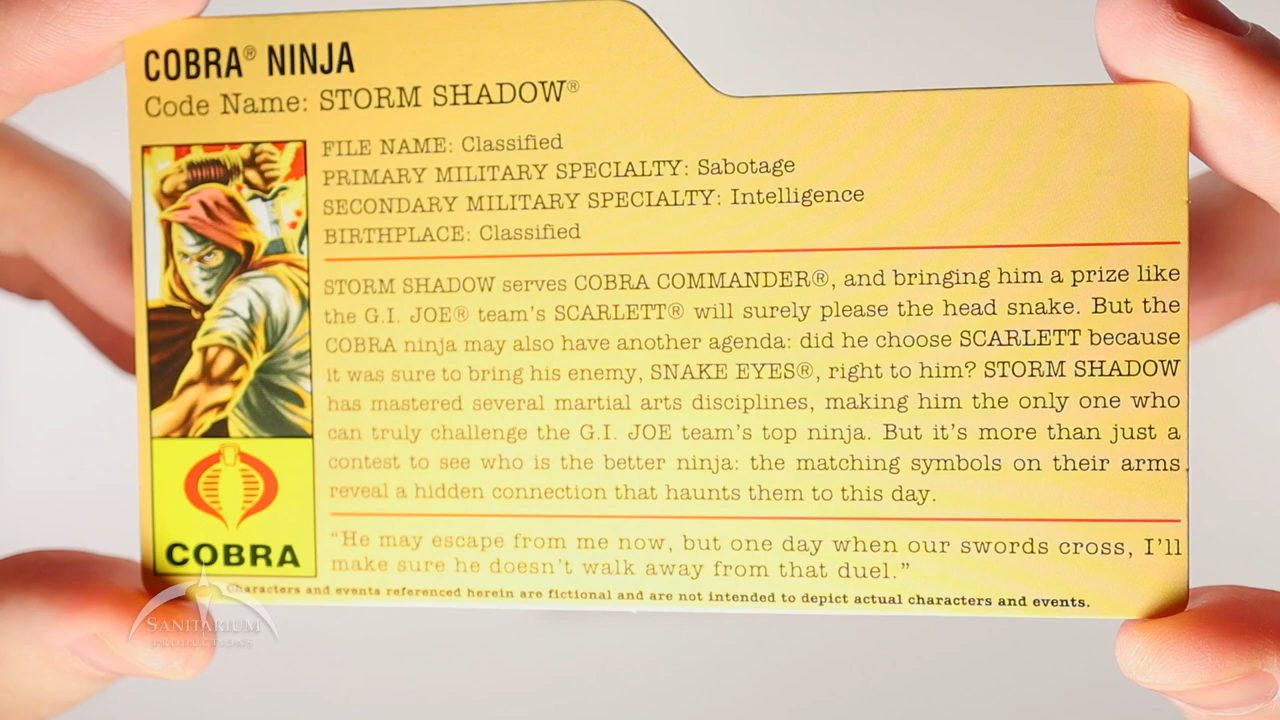 COBRA® NINJA
Code Name: STORM SHADOW®
FILE NAME: Classified
PRIMARY MILITARY SPECIALTY: Sabotage
SECONDARY MILITARY SPECIALTY: Intelligence
BIRTHPLACE: Classified
STORM SHADOW serves COBRA COMMANDER®, and bringing him a prize like
the G.I. JOE® team's SCARLETT® will surely please the head snake. But the
COBRA ninja may also have another agenda: did he choose SCARLETT because
it was sure to bring his enemy, SNAKE EYES®, right to him? STORM SHADOW
has mastered several martial arts disciplines, making him the only one who
can truly challenge the G.I. JOE team's top ninja. But it's more than just a
contest to see who is the better ninja: the matching symbols on their arms
reveal a hidden connection that haunts them to this day.
COBRA
"He may escape from me now, but one day when our swords cross, I'll
make sure he doesn't walk away from that duel."
Characters and events referenced herein are fictional and are not intended to depict actual characters and events.
SANITARIUM
PRODUCTIONS